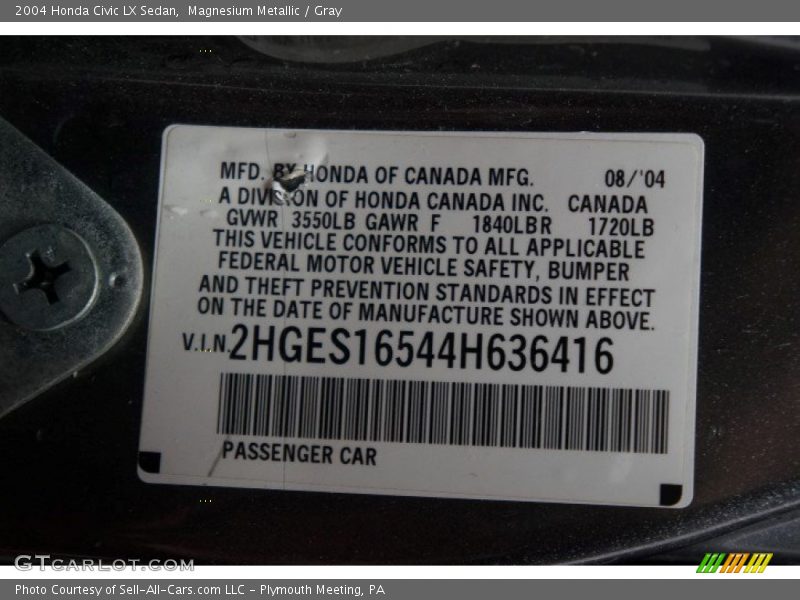 2004 Honda Civic LX Sedan,  Magnesium Metallic / Gray
MFD. BY HONDA OF CANADA MFG. 08/'04
A DIVISION OF HONDA CANADA INC. CANADA
GVWR 3550LB GAWR F 1840LBR 1720LB
THIS VEHICLE CONFORMS TO ALL APPLICABLE
FEDERAL MOTOR VEHICLE SAFETY, BUMPER
AND THEFT PREVENTION STANDARDS IN EFFECT
ON THE DATE OF MANUFACTURE SHOWN ABOVE.
V.I.N. 2HGES16544H636416
PASSENGER CAR
GTCARLOT.COM
Photo Courtesy of Sell-All-Cars.com LLC - Plymouth Meeting, PA